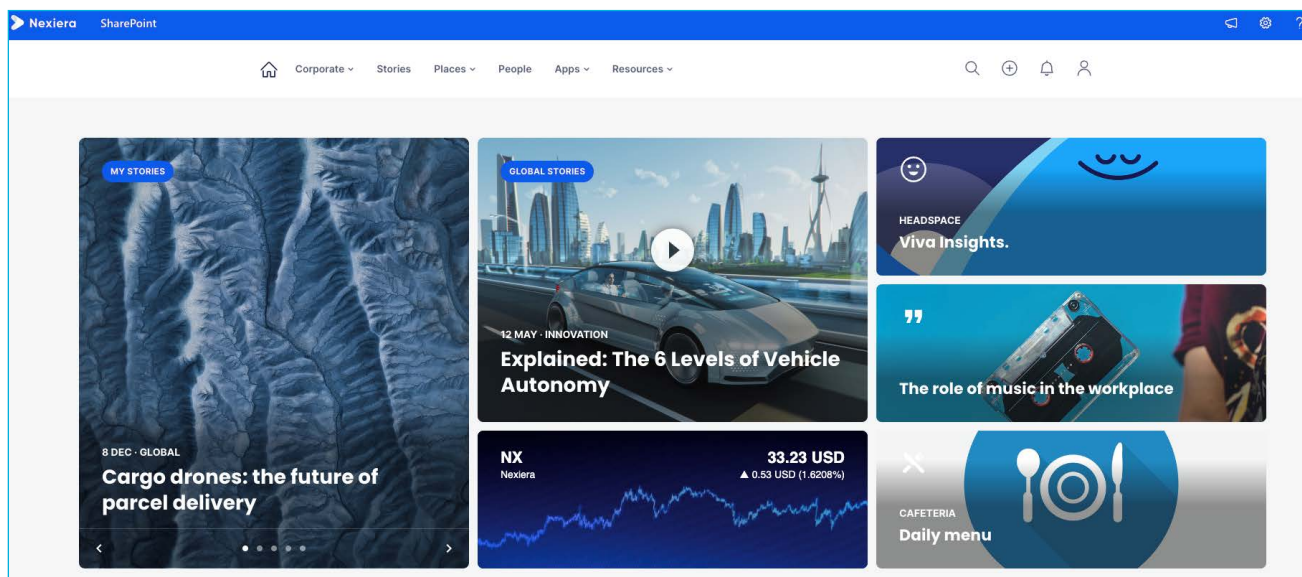 Nexiera SharePoint
Corporate Stories Places People Apps Resources
MY STORIES
8 DEC · GLOBAL
Cargo drones: the future of
parcel delivery
GLOBAL STORIES
12 MAY · INNOVATION
Explained: The 6 Levels of Vehicle
Autonomy
NX 33.23 USD
Nexiera ▲ 0.53 USD (1.6208%)
HEADSPACE
Viva Insights.
The role of music in the workplace
CAFETERIA
Daily menu